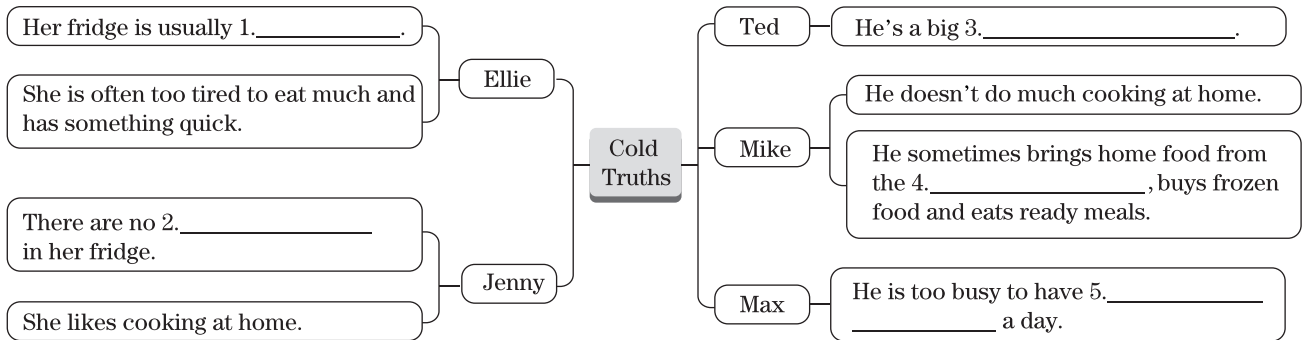 Her fridge is usually 1.____________.
She is often too tired to eat much and
has something quick.
Ellie
There are no 2.________________
in her fridge.
She likes cooking at home.
Jenny
Cold
Truths
Ted
He's a big 3._____________________.
Mike
He doesn't do much cooking at home.
He sometimes brings home food from
the 4.__________________, buys frozen
food and eats ready meals.
Max
He is too busy to have 5._____________
____________ a day.